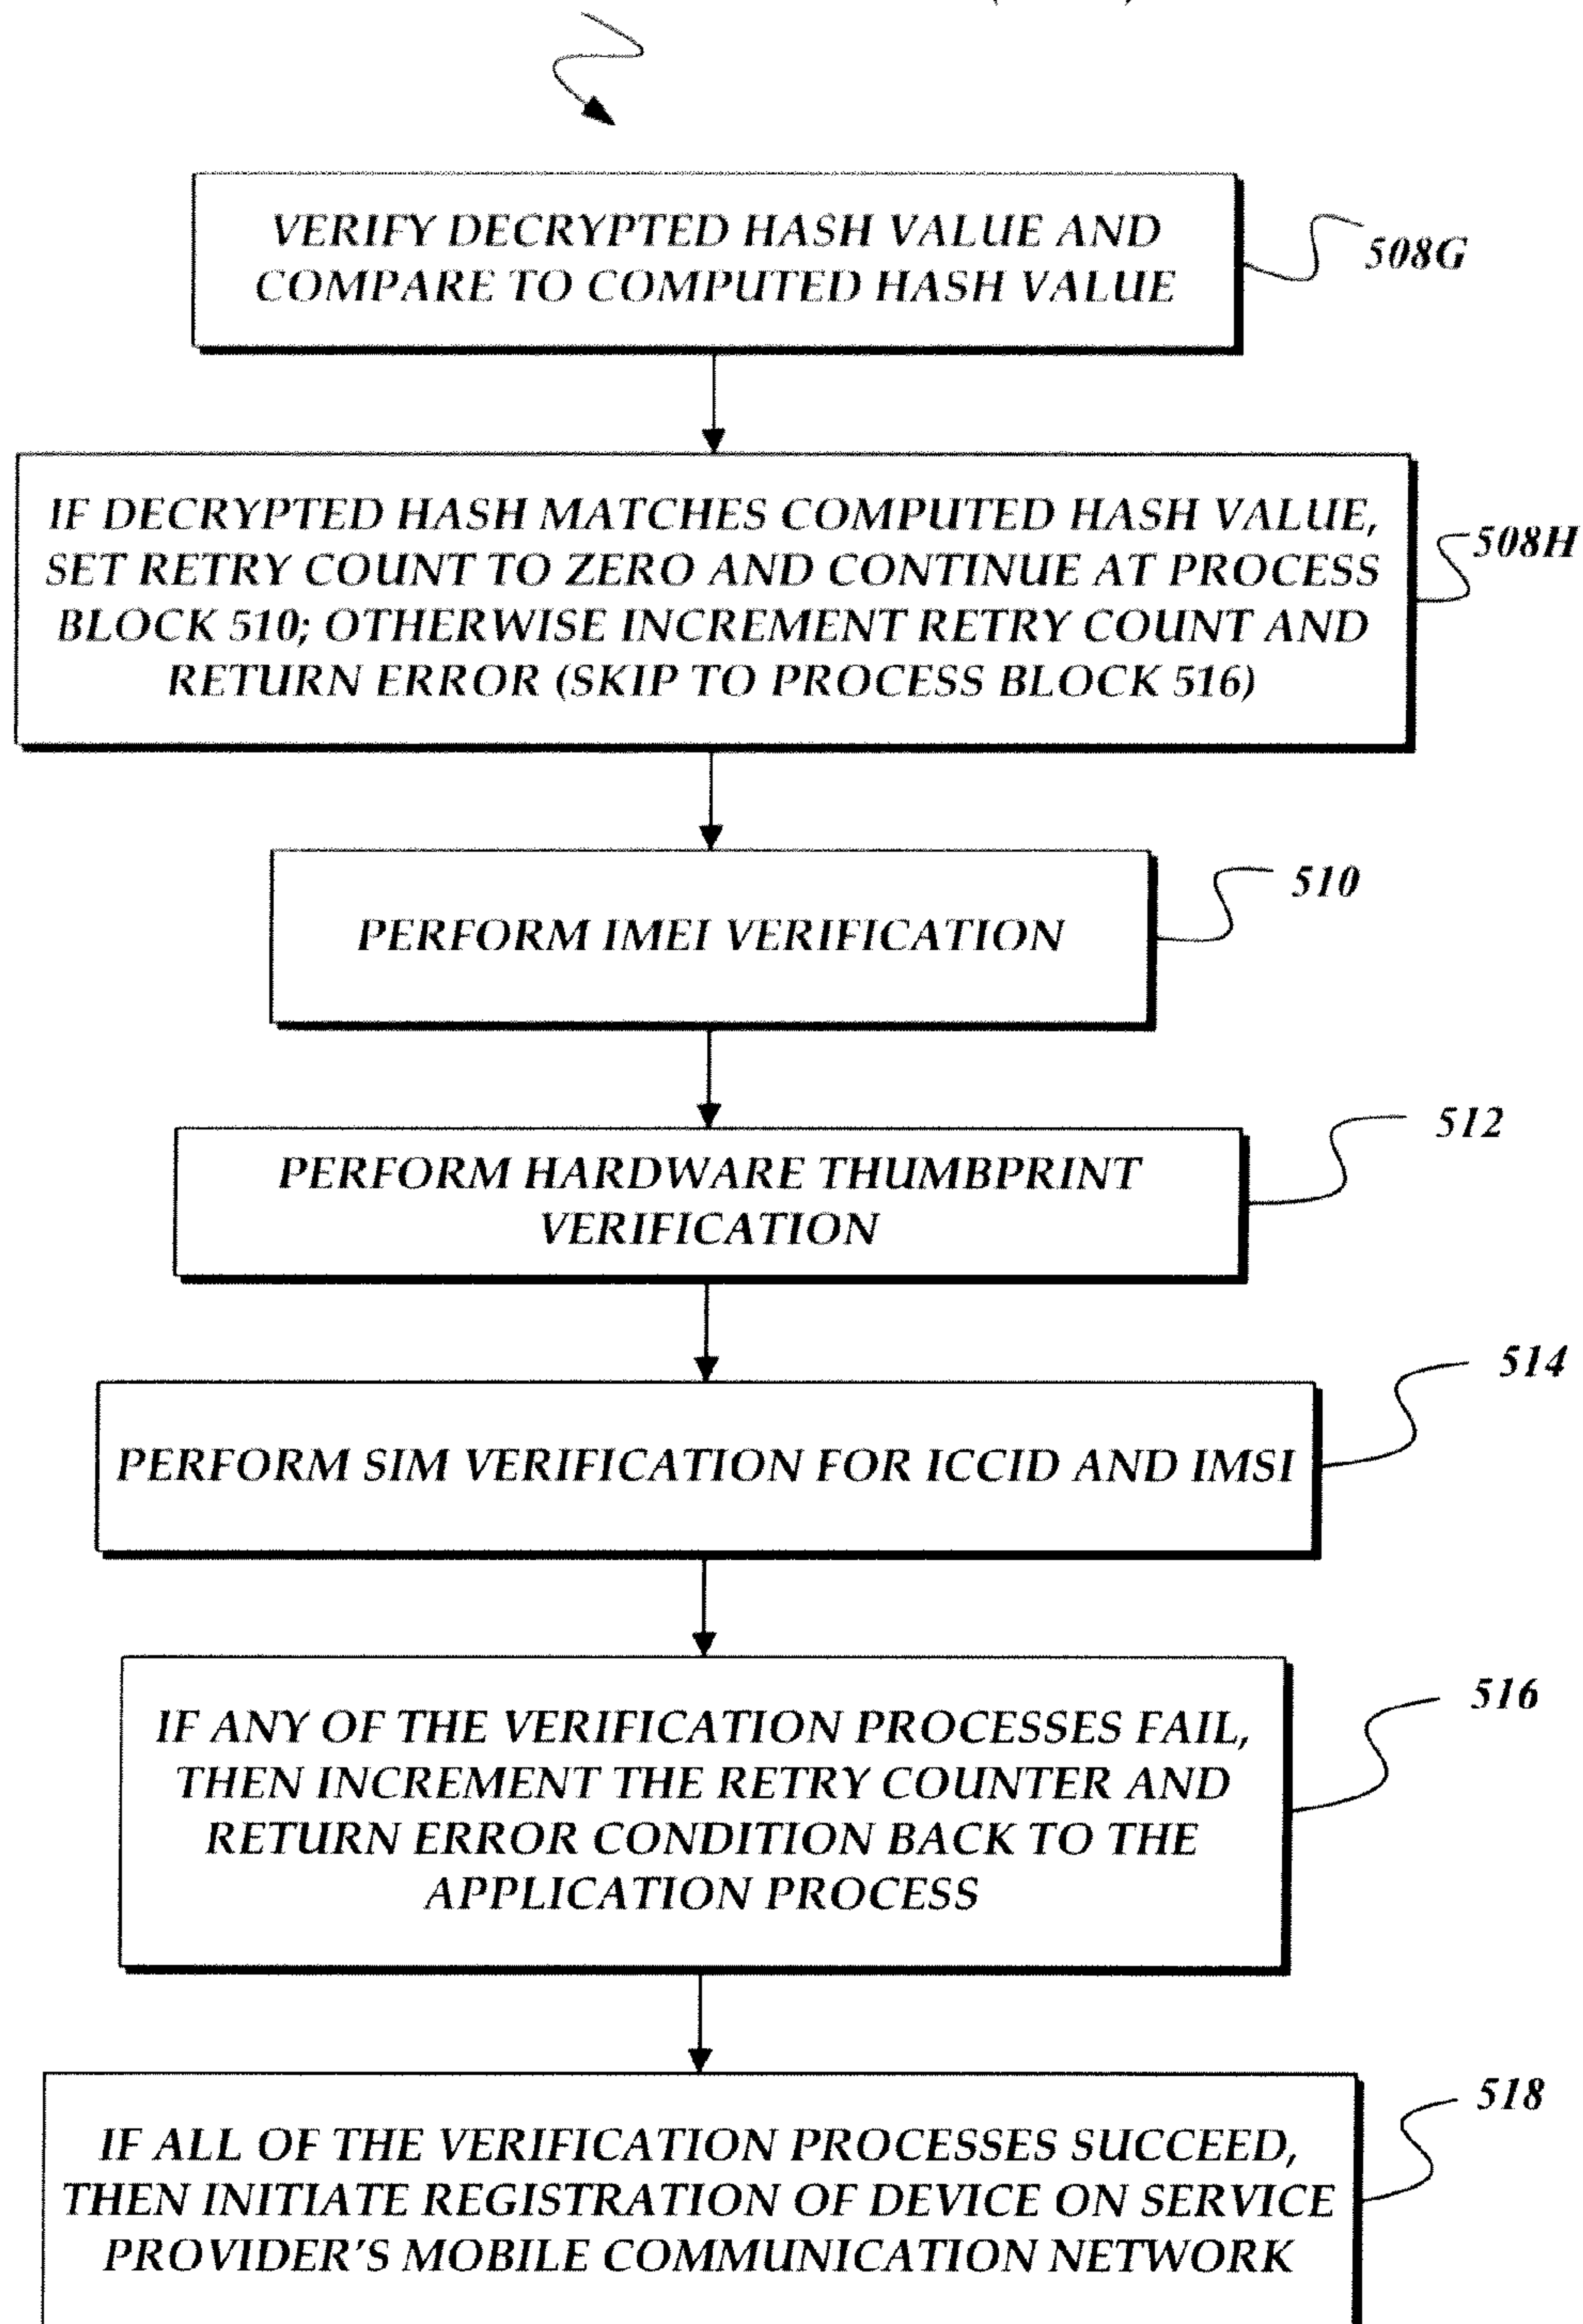 VERIFY DECRYPTED HASH VALUE AND
COMPARE TO COMPUTED HASH VALUE
508G
IF DECRYPTED HASH MATCHES COMPUTED HASH VALUE,
SET RETRY COUNT TO ZERO AND CONTINUE AT PROCESS
BLOCK 510; OTHERWISE INCREMENT RETRY COUNT AND
RETURN ERROR (SKIP TO PROCESS BLOCK 516)
508H
PERFORM IMEI VERIFICATION
510
PERFORM HARDWARE THUMBPRINT
VERIFICATION
512
PERFORM SIM VERIFICATION FOR ICCID AND IMSI
514
IF ANY OF THE VERIFICATION PROCESSES FAIL,
THEN INCREMENT THE RETRY COUNTER AND
RETURN ERROR CONDITION BACK TO THE
APPLICATION PROCESS
516
IF ALL OF THE VERIFICATION PROCESSES SUCCEED,
THEN INITIATE REGISTRATION OF DEVICE ON SERVICE
PROVIDER'S MOBILE COMMUNICATION NETWORK
518